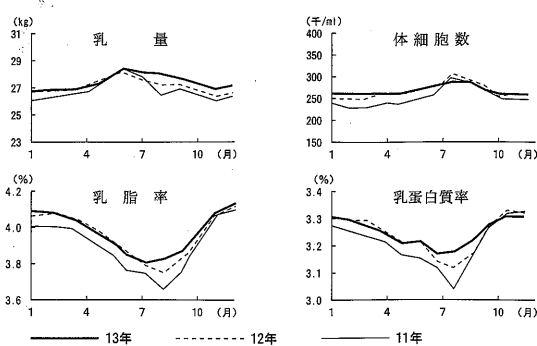 (kg)
乳量
31
29
27
25
23
1 4 7 10 (月)
(千/ml)
体細胞数
400
350
300
250
200
150
1 4 7 10 (月)
(%)
乳脂率
4.2
4.0
3.8
3.6
1 4 7 10 (月)
(%)
乳蛋白質率
3.4
3.3
3.2
3.1
3.0
1 4 7 10 (月)
13年 12年 11年